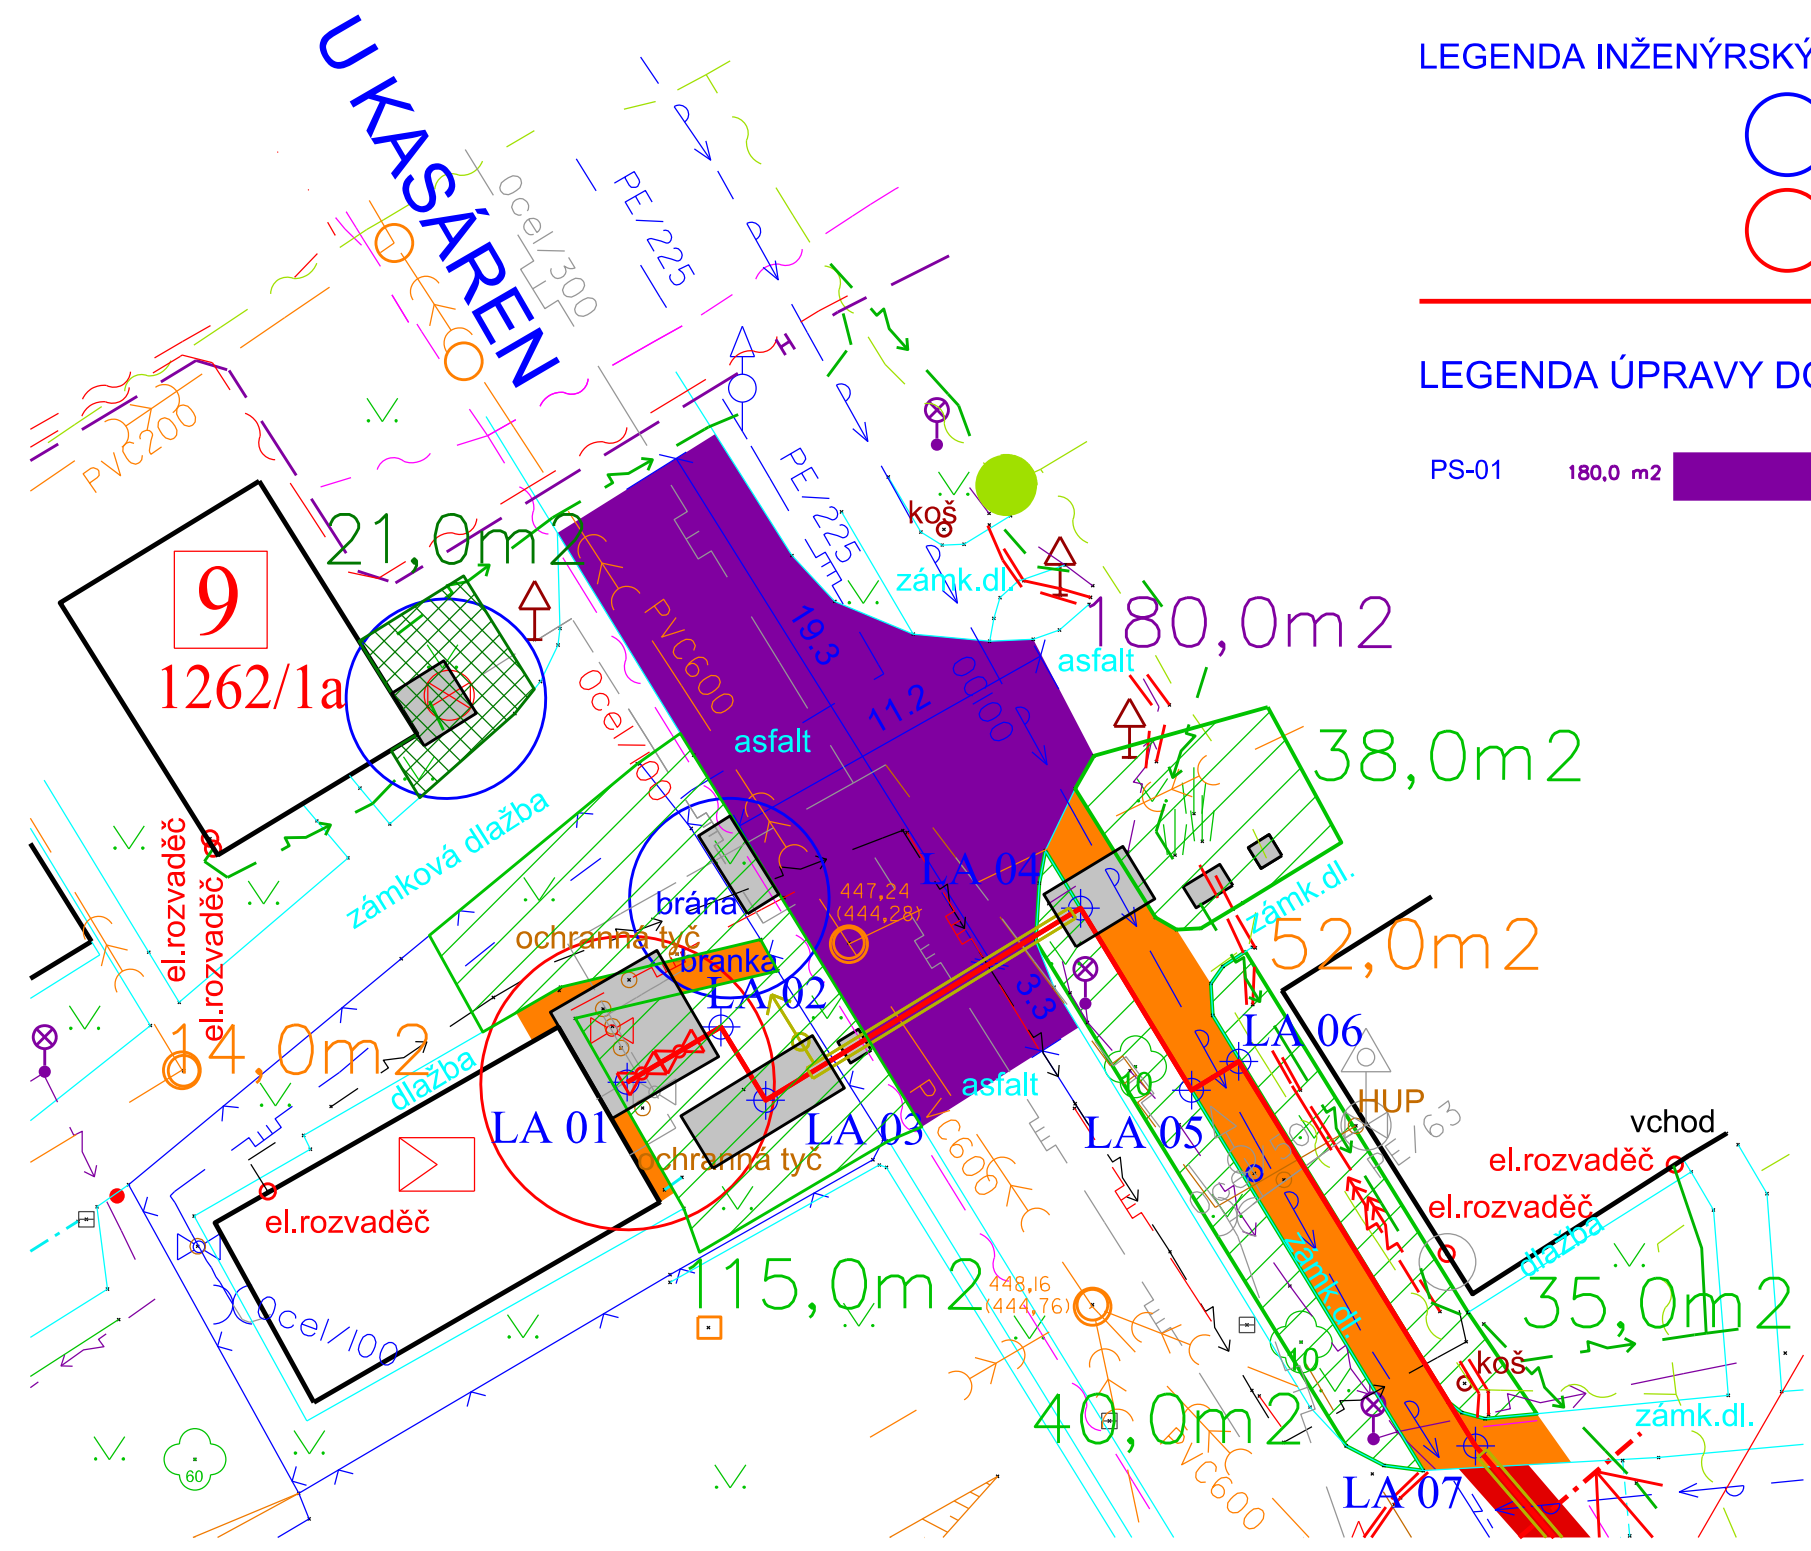 U KASÁREN
LEGENDA INŽENÝRSKÝ
LEGENDA ÚPRAVY DO
PS-01 180,0 m2
Ocel/300
PE/225
PVC200
21,0m2
9
1262/1a
PE/225
koš
zámk.dl.
180,0m2
asfalt
19.3
11.2
PVC600
Ocel/100
asfalt
38,0m2
zámková dlažba
el.rozvaděč
el.rozvaděč
brána
ochranná tyč
branka
447,24
(444,28)
LA 04
zámk.dl.
52,0m2
LA 02
3.3
LA 06
14,0m2
dlažba
LA 01
LA 03
ochranná tyč
asfalt
PVC600
10
LA 05
HUP
PE/63
vchod
el.rozvaděč
el.rozvaděč
el.rozvaděč
dlažba
zámk.dl.
115,0m2
448,16
(444,76)
35,0m2
Ocel/100
10
koš
zámk.dl.
40,0m2
PVC600
60
LA 07